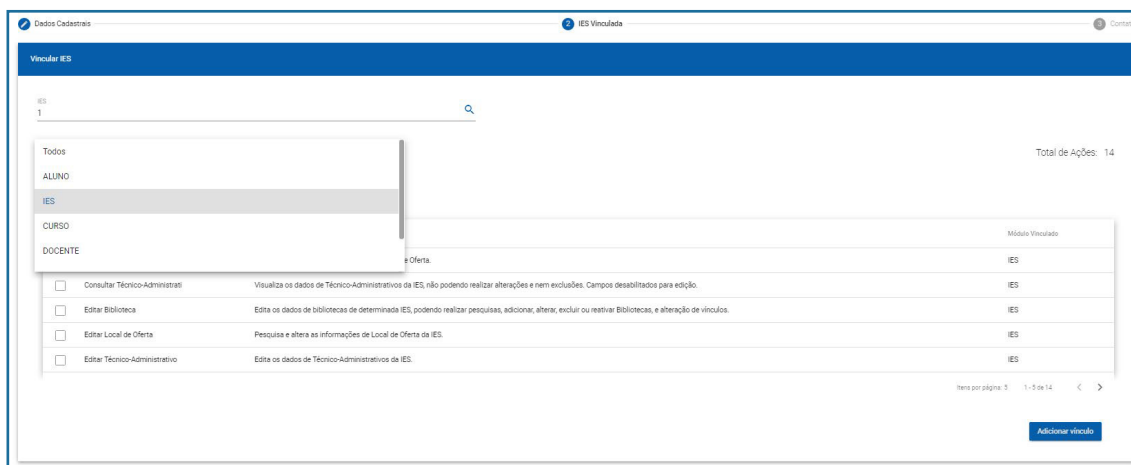 Dados Cadastrais
2 IES Vinculada
3 Contat
Vincular IES
IES
1
Todos
Total de Ações: 14
ALUNO
IES
CURSO
Módulo Vinculado
DOCENTE
e Oferta. IES
Consultar Técnico-Administrati Visualiza os dados de Técnico-Administrativos da IES, não podendo realizar alterações e nem exclusões. Campos desabilitados para edição. IES
Editar Biblioteca Edita os dados de bibliotecas de determinada IES, podendo realizar pesquisas, adicionar, alterar, excluir ou reativar Bibliotecas, e alteração de vínculos. IES
Editar Local de Oferta Pesquisa e altera as informações de Local de Oferta da IES. IES
Editar Técnico-Administrativo Edita os dados de Técnico-Administrativos da IES. IES
Itens por página: 5 1 - 5 de 14
Adicionar vínculo